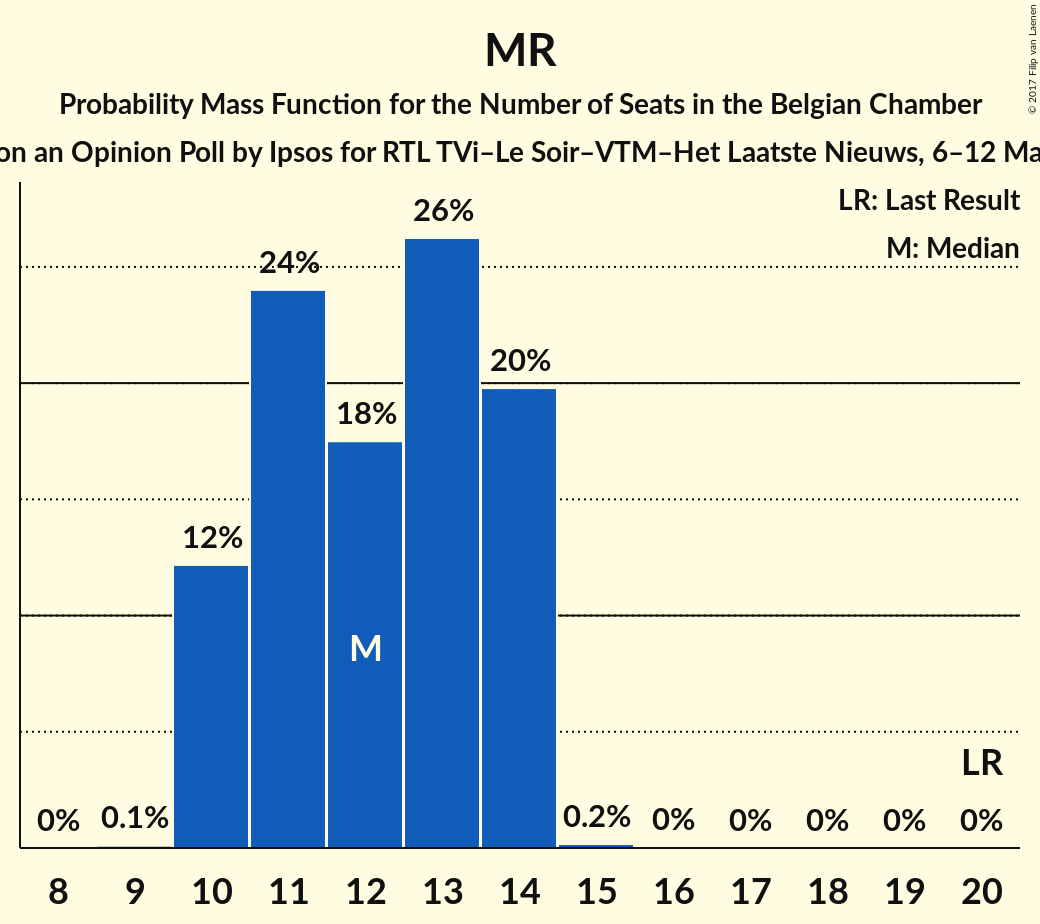 MR
Probability Mass Function for the Number of Seats in the Belgian Chamber
on an Opinion Poll by Ipsos for RTL TVi–Le Soir–VTM–Het Laatste Nieuws, 6–12 Ma
© 2017 Filip van Laenen
LR: Last Result
M: Median
26%
24%
20%
18%
12%
M
LR
0% 0.1% 0.2% 0% 0% 0% 0% 0%
8 9 10 11 12 13 14 15 16 17 18 19 20